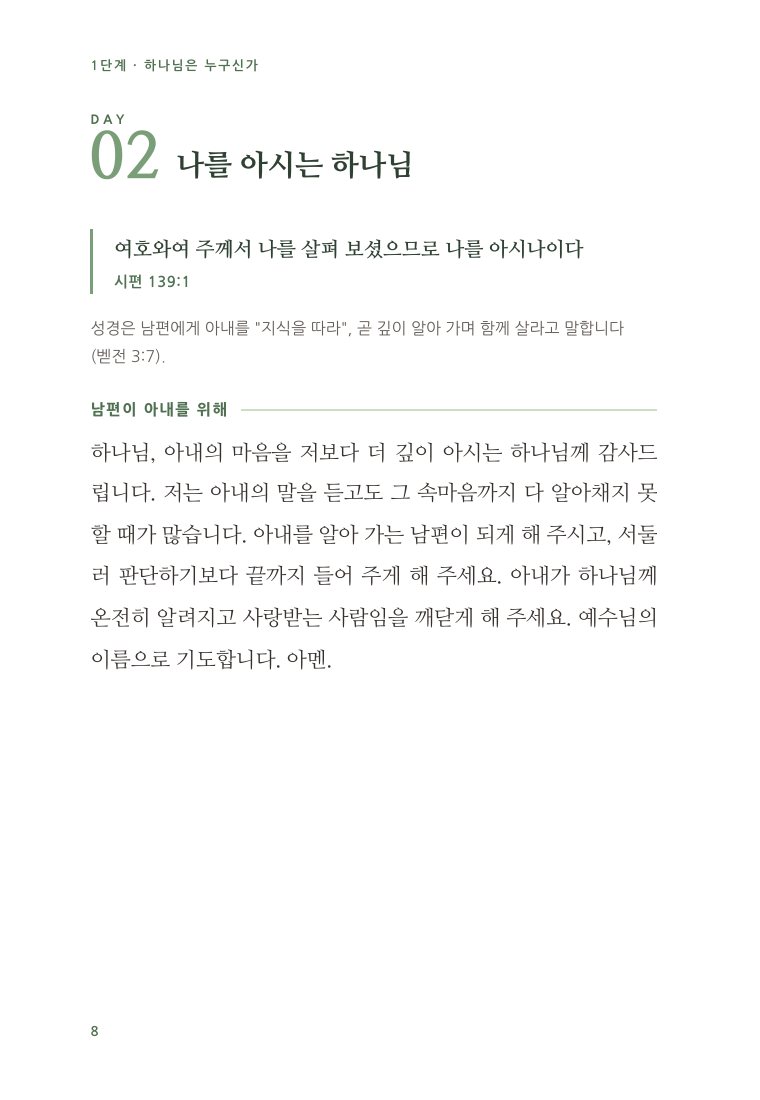 1단계 · 하나님은 누구신가
DAY
02 나를 아시는 하나님
여호와여 주께서 나를 살펴 보셨으므로 나를 아시나이다
시편 139:1
성경은 남편에게 아내를 "지식을 따라", 곧 깊이 알아 가며 함께 살라고 말합니다
(벧전 3:7).
남편이 아내를 위해
하나님, 아내의 마음을 저보다 더 깊이 아시는 하나님께 감사드
립니다. 저는 아내의 말을 듣고도 그 속마음까지 다 알아채지 못
할 때가 많습니다. 아내를 알아 가는 남편이 되게 해 주시고, 서둘
러 판단하기보다 끝까지 들어 주게 해 주세요. 아내가 하나님께
온전히 알려지고 사랑받는 사람임을 깨닫게 해 주세요. 예수님의
이름으로 기도합니다. 아멘.
8